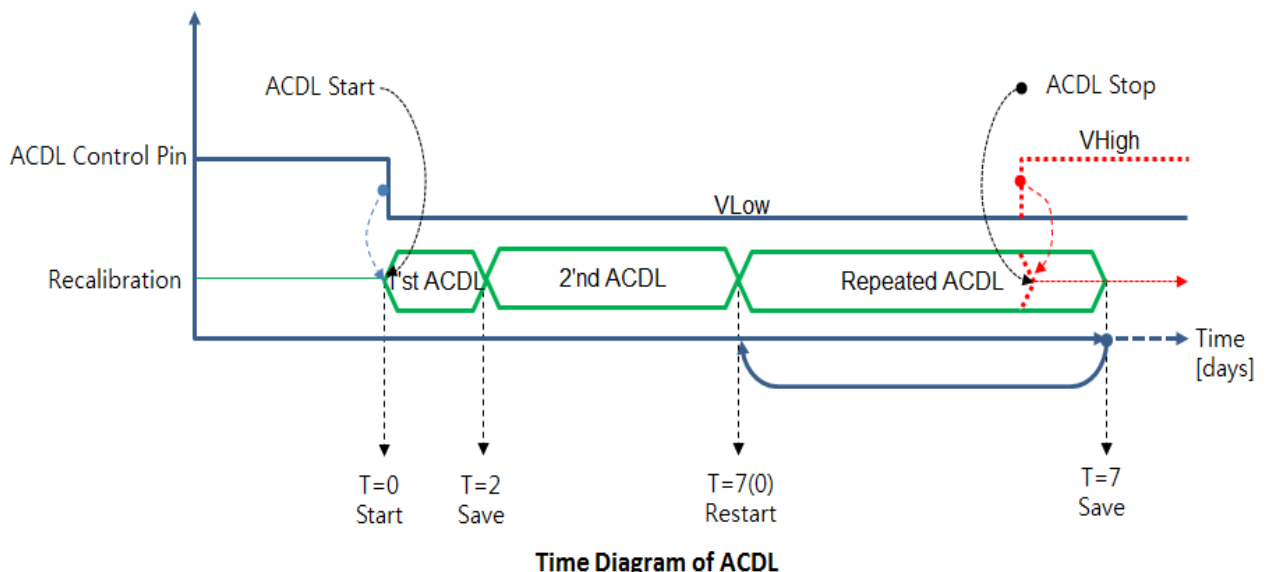 ACDL Start
ACDL Stop
ACDL Control Pin
VHigh
VLow
Recalibration
1'st ACDL
2'nd ACDL
Repeated ACDL
Time
[days]
T=0
Start
T=2
Save
T=7(0)
Restart
T=7
Save
Time Diagram of ACDL